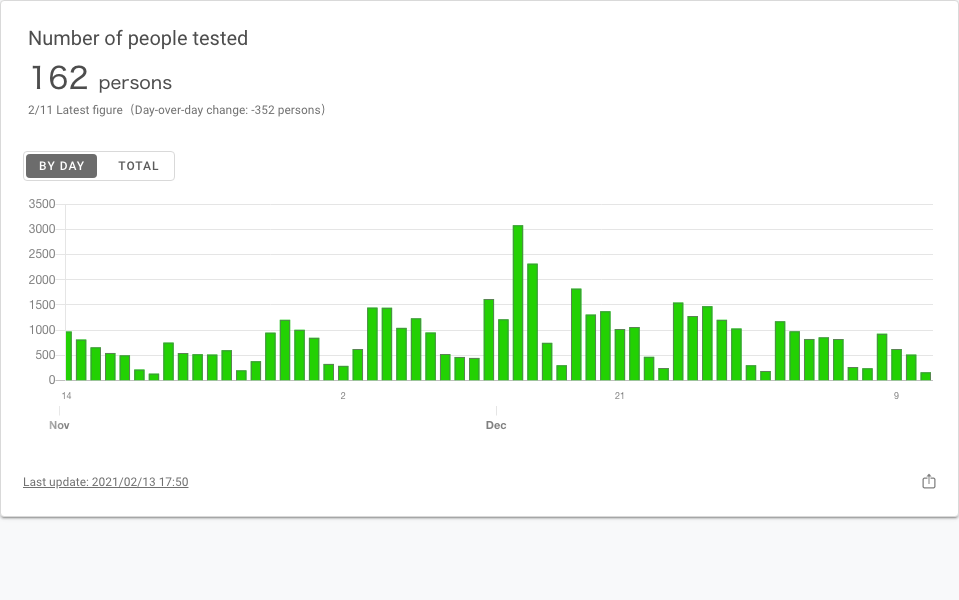 Number of people tested
162 persons
2/11 Latest figure（Day-over-day change: -352 persons）
BY DAY TOTAL
3500
3000
2500
2000
1500
1000
500
0
14 2 21 9
Nov Dec
Last update: 2021/02/13 17:50